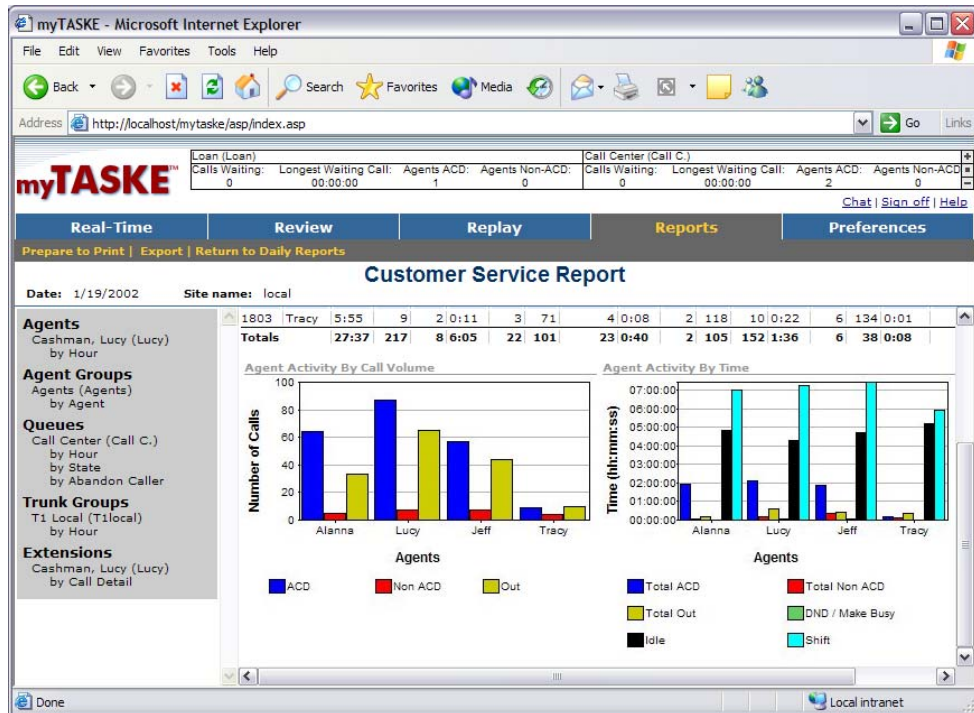 myTASKE - Microsoft Internet Explorer
File Edit View Favorites Tools Help
Back Search Favorites Media
Address http://localhost/mytaske/asp/index.asp Go Links
myTASKE™
Loan (Loan) Call Center (Call C.)
Calls Waiting: Longest Waiting Call: Agents ACD: Agents Non-ACD: Calls Waiting: Longest Waiting Call: Agents ACD: Agents Non-ACD
0 00:00:00 1 0 0 00:00:00 2 0
Chat | Sign off | Help
Real-Time Review Replay Reports Preferences
Prepare to Print | Export | Return to Daily Reports
Customer Service Report
Date: 1/19/2002 Site name: local
Agents
Cashman, Lucy (Lucy)
by Hour
Agent Groups
Agents (Agents)
by Agent
Queues
Call Center (Call C.)
by Hour
by State
by Abandon Caller
Trunk Groups
T1 Local (T1local)
by Hour
Extensions
Cashman, Lucy (Lucy)
by Call Detail
1803 Tracy 5:55 9 2 0:11 3 71 4 0:08 2 118 10 0:22 6 134 0:01
Totals 27:37 217 8 6:05 22 101 23 0:40 2 105 152 1:36 6 38 0:08
Agent Activity By Call Volume
100
80
60
40
20
0
Number of Calls
Alanna Lucy Jeff Tracy
Agents
ACD Non ACD Out
Agent Activity By Time
07:00:00
06:00:00
05:00:00
04:00:00
03:00:00
02:00:00
01:00:00
00:00:00
Time (hh:mm:ss)
Alanna Lucy Jeff Tracy
Agents
Total ACD Total Non ACD
Total Out DND / Make Busy
Idle Shift
Done Local intranet